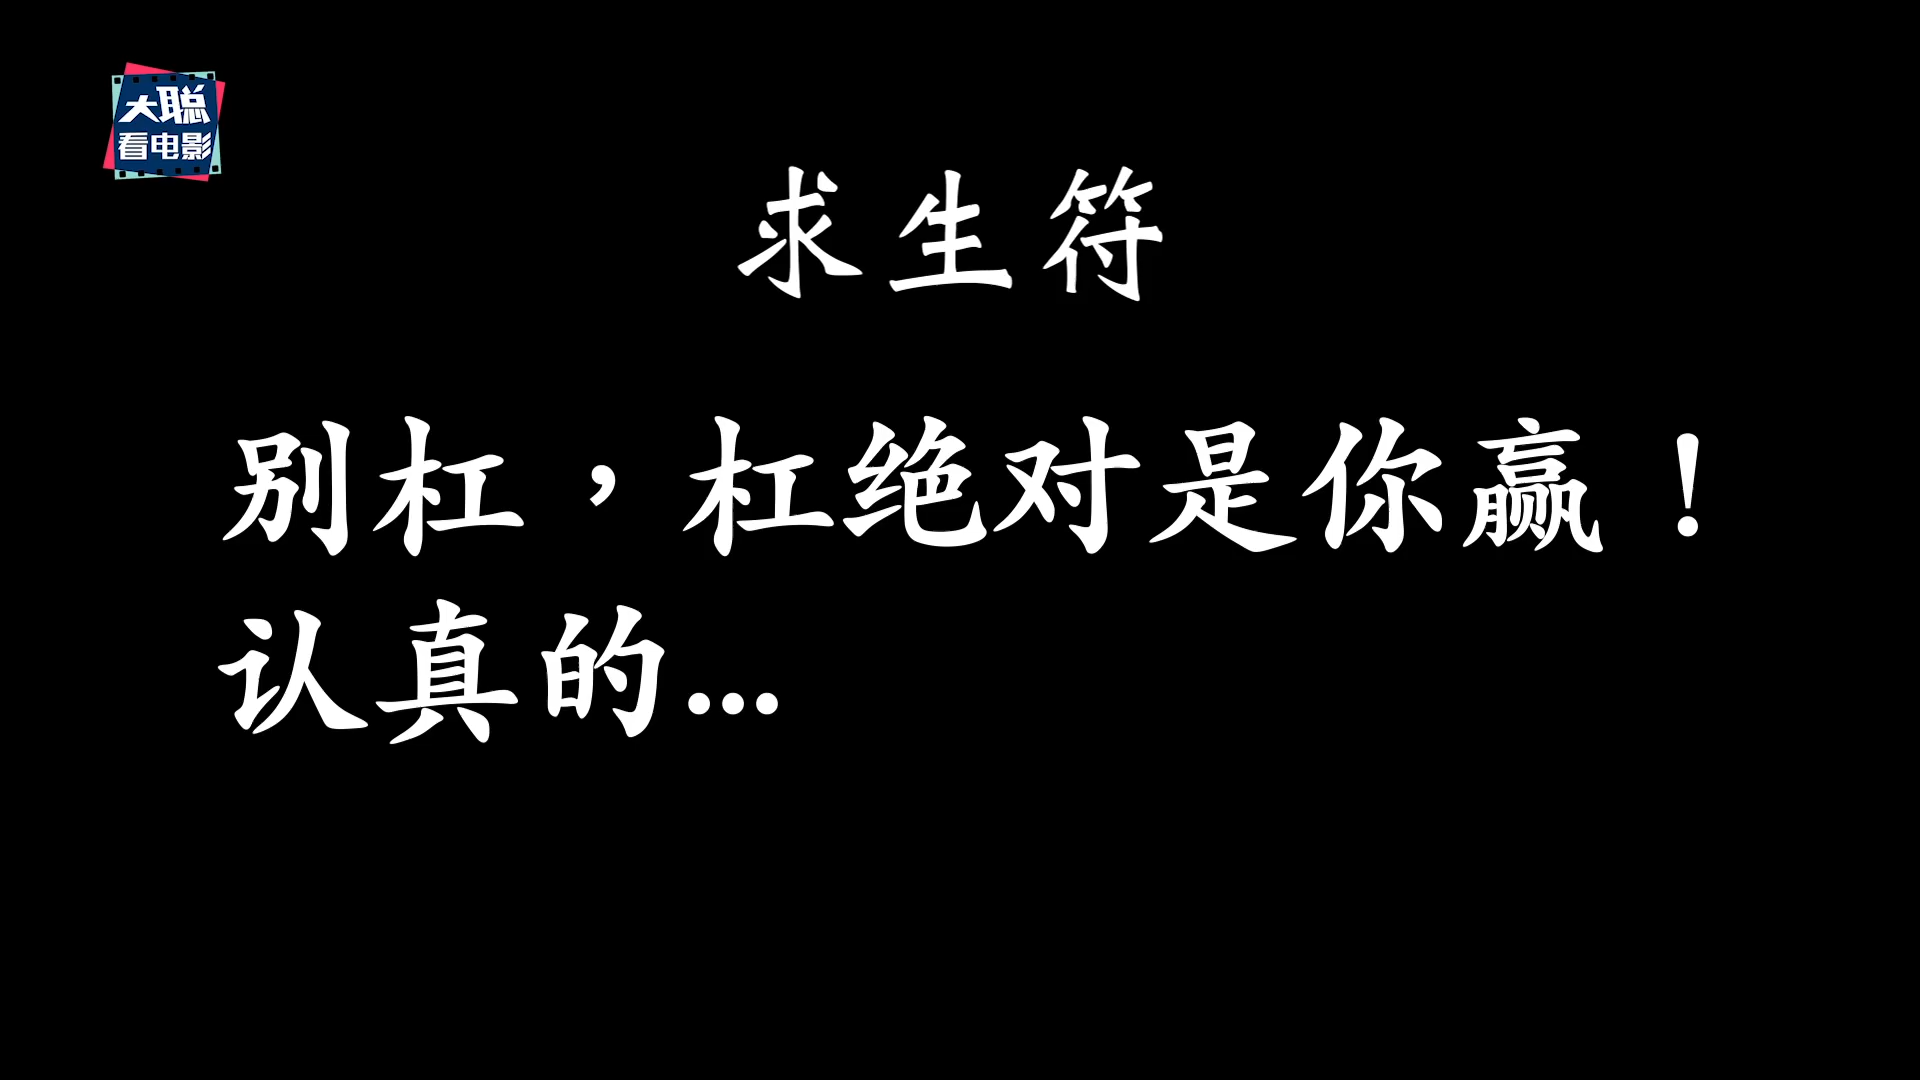 大聪
看电影
求生符
别杠，杠绝对是你赢！
认真的...